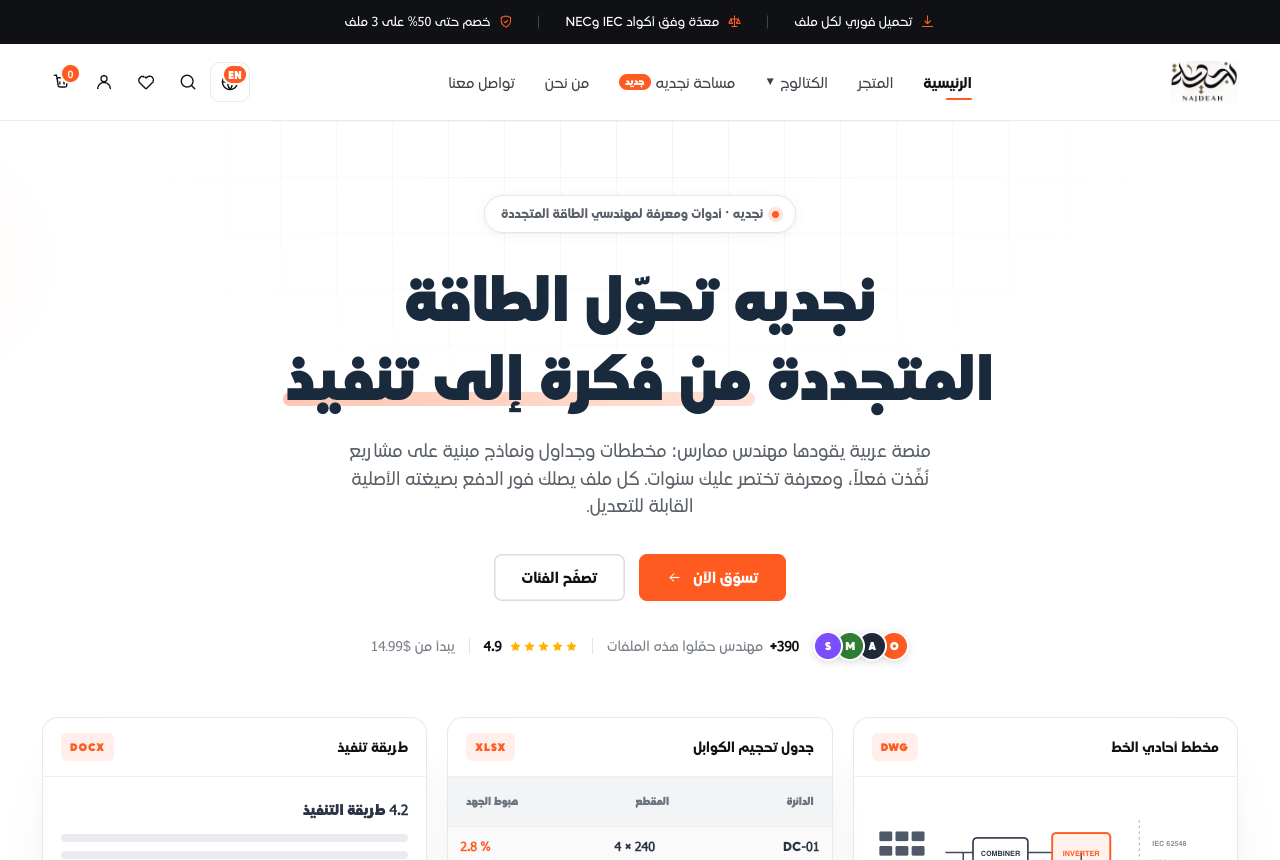 تحميل فوري لكل ملف
معدّة وفق أكواد IEC وNEC
خصم حتى 50% على 3 ملف
NAJDEAH
الرئيسية
المتجر
الكتالوج ▾
مساحة نجديه جديد
من نحن
تواصل معنا
EN
0
نجديه · أدوات ومعرفة لمهندسي الطاقة المتجددة
نجديه تحوّل الطاقة
المتجددة من فكرة إلى تنفيذ
منصة عربية يقودها مهندس ممارس: مخططات وجداول ونماذج مبنية على مشاريع
نُفِّذت فعلاً، ومعرفة تختصر عليك سنوات. كل ملف يصلك فور الدفع بصيغته الأصلية
القابلة للتعديل.
تسوّق الآن ←
تصفّح الفئات
O A M S
+390 مهندس حمّلوا هذه الملفات
★★★★★ 4.9
يبدأ من $14.99
مخطط أحادي الخط
DWG
COMBINER
INVERTER
IEC 62548
جدول تحجيم الكوابل
XLSX
الدائرة المقطع هبوط الجهد
DC-01 4 × 240 2.8 %
طريقة تنفيذ
DOCX
4.2 طريقة التنفيذ